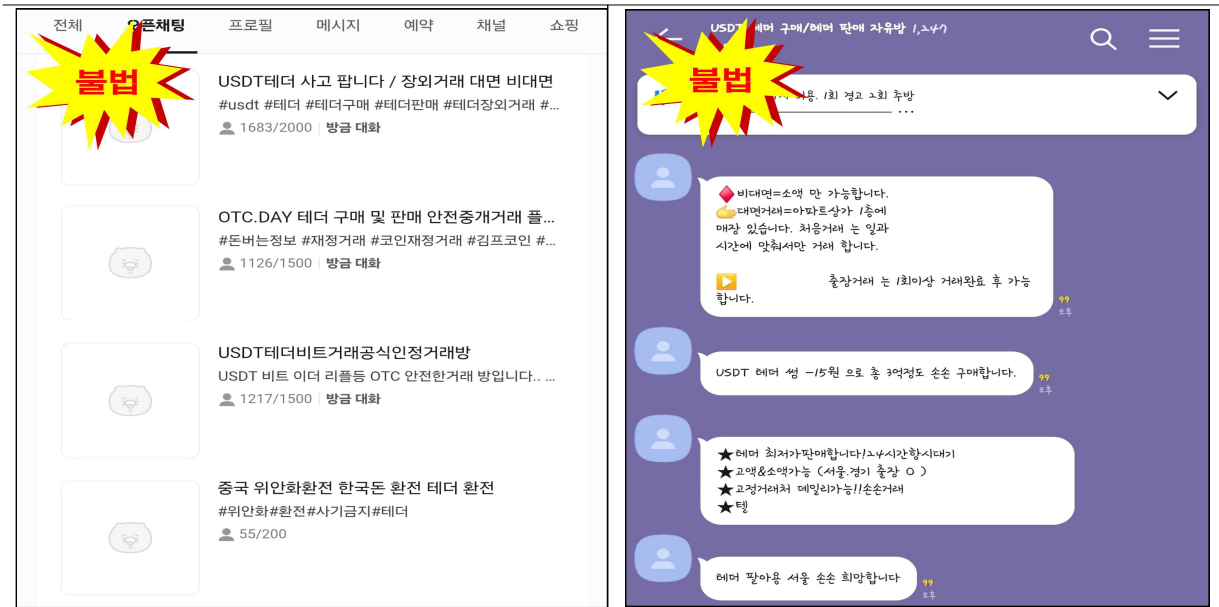 전체 오픈채팅 프로필 메시지 예약 채널 쇼핑
불법
USDT테더 사고 팝니다 / 장외거래 대면 비대면
#usdt #테더 #테더구매 #테더판매 #테더장외거래 #...
1683/2000 | 방금 대화
OTC.DAY 테더 구매 및 판매 안전중개거래 플...
#돈버는정보 #재정거래 #코인재정거래 #김프코인 #...
1126/1500 | 방금 대화
USDT테더비트거래공식인정거래방
USDT 비트 이더 리플등 OTC 안전한거래 방입니다.. ...
1217/1500 | 방금 대화
중국 위안화환전 한국돈 환전 테더 환전
#위안화#환전#사기금지#테더
55/200
USDT 테더 구매/테더 판매 자유방 1,247
불법
허용. 1회 경고 2회 추방
...
비대면=소액 만 가능합니다.
대면거래=아파트상가 1층에
매장 있습니다. 처음거래 는 일과
시간에 맞춰서만 거래 합니다.
출장거래 는 1회이상 거래완료 후 가능
합니다.
99
오후
USDT 테더 썸 -15원 으로 총 3억정도 손손 구매합니다.
99
오후
★테더 최저가판매합니다!24시간항시대기
★고액&소액가능 (서울.경기 출장 O )
★고정거래처 데일리가능!!손손거래
★텔
테더 팔아용 서울 손손 희망합니다
99
오후